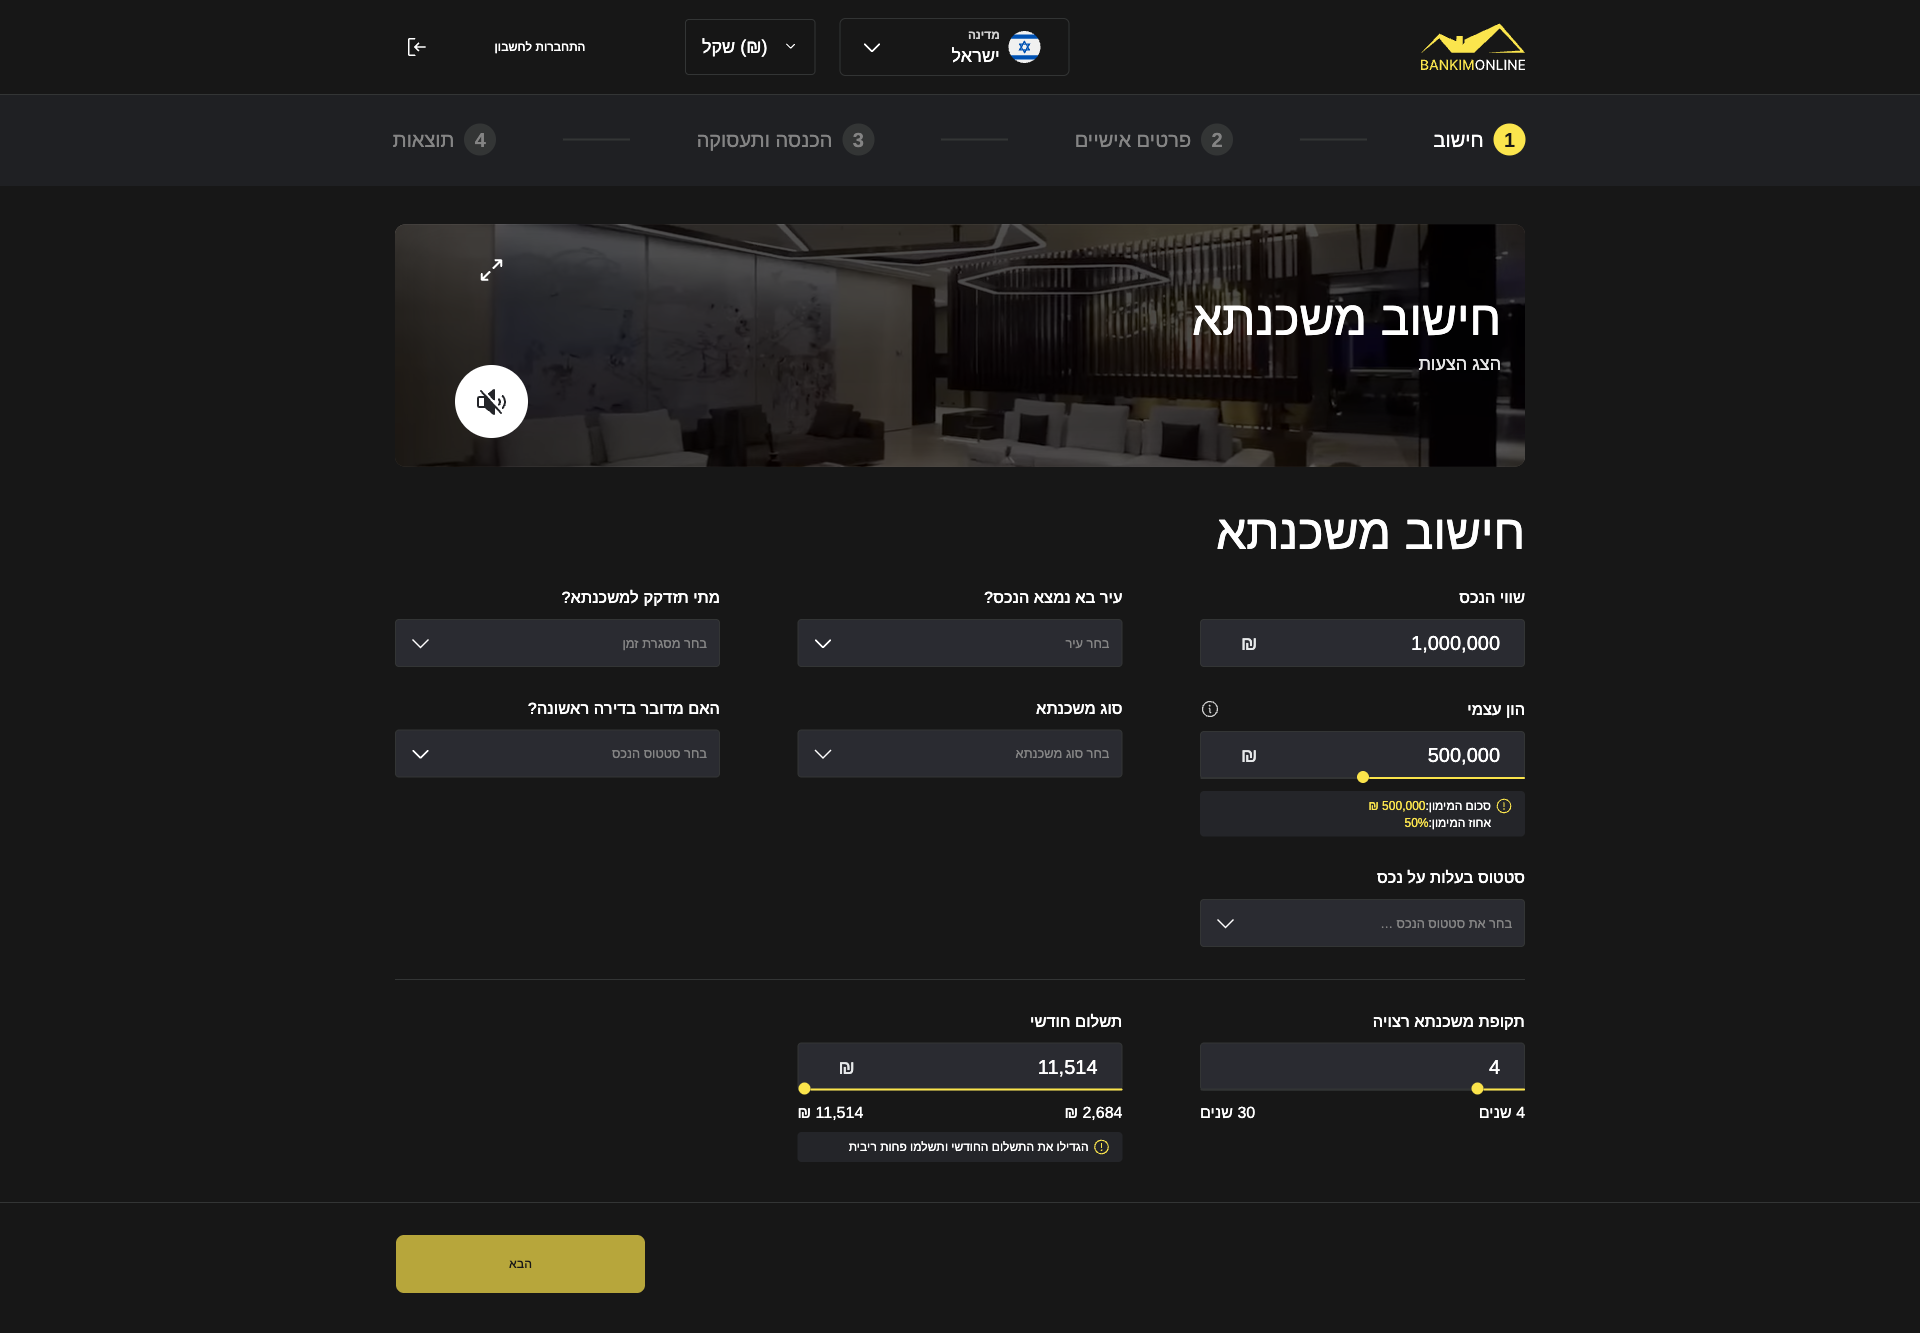 BANKIMONLINE
מדינה
ישראל
(₪) שקל
התחברות לחשבון
1 חישוב
2 פרטים אישיים
3 הכנסה ותעסוקה
4 תוצאות
חישוב משכנתא
הצג הצעות
חישוב משכנתא
שווי הנכס
1,000,000 ₪
עיר בא נמצא הנכס?
בחר עיר
מתי תזדקק למשכנתא?
בחר מסגרת זמן
הון עצמי
500,000 ₪
סכום המימון:500,000 ₪
אחוז המימון:50%
סוג משכנתא
בחר סוג משכנתא
האם מדובר בדירה ראשונה?
בחר סטטוס הנכס
סטטוס בעלות על נכס
בחר את סטטוס הנכס ...
תקופת משכנתא רצויה
4
4 שנים
30 שנים
תשלום חודשי
11,514 ₪
2,684 ₪
11,514 ₪
הגדילו את התשלום החודשי ותשלמו פחות ריבית
הבא